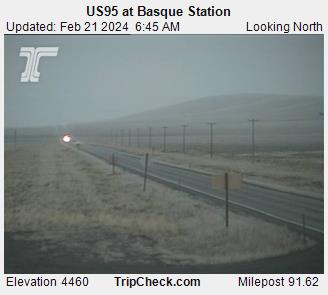 US95 at Basque Station
Updated: Feb 21 2024 6:45 AM Looking North
Elevation 4460 TripCheck.com Milepost 91.62